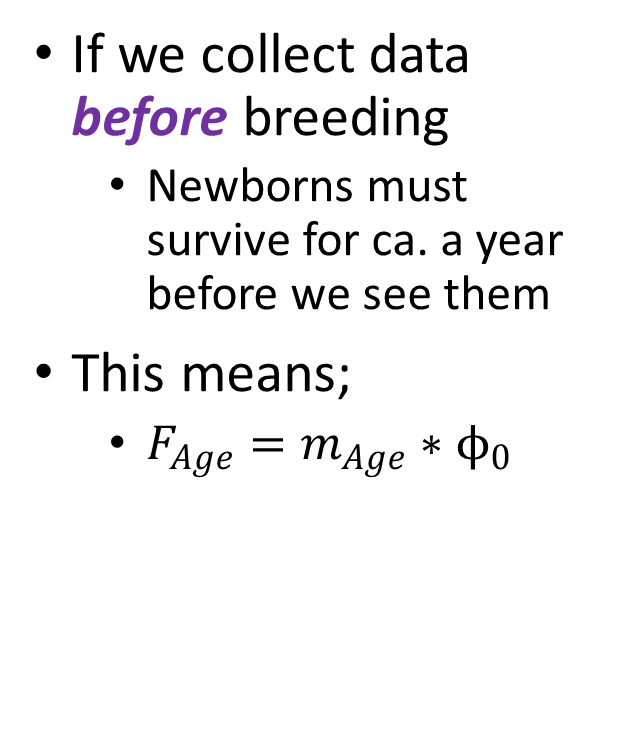 • If we collect data
before breeding
• Newborns must
survive for ca. a year
before we see them
• This means;
• F_Age = m_Age * ϕ_0